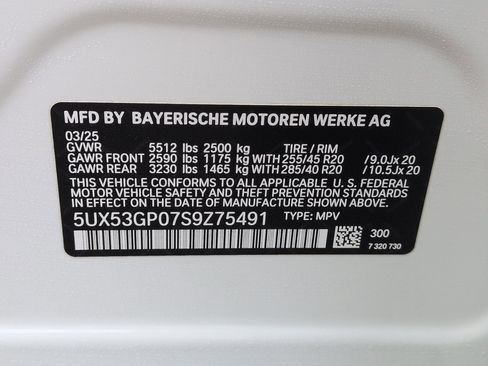 MFD BY BAYERISCHE MOTOREN WERKE AG
03/25
GVWR 5512 lbs 2500 kg TIRE / RIM
GAWR FRONT 2590 lbs 1175 kg WITH 255/45 R20 /9.0Jx 20
GAWR REAR 3230 lbs 1465 kg WITH 285/40 R20 /10.5Jx 20
THIS VEHICLE CONFORMS TO ALL APPLICABLE U.S. FEDERAL
MOTOR VEHICLE SAFETY AND THEFT PREVENTION STANDARDS
IN EFFECT ON THE DATE OF MANUFACTURE SHOWN ABOVE.
5UX53GP07S9Z75491 TYPE: MPV
300
7 320 730